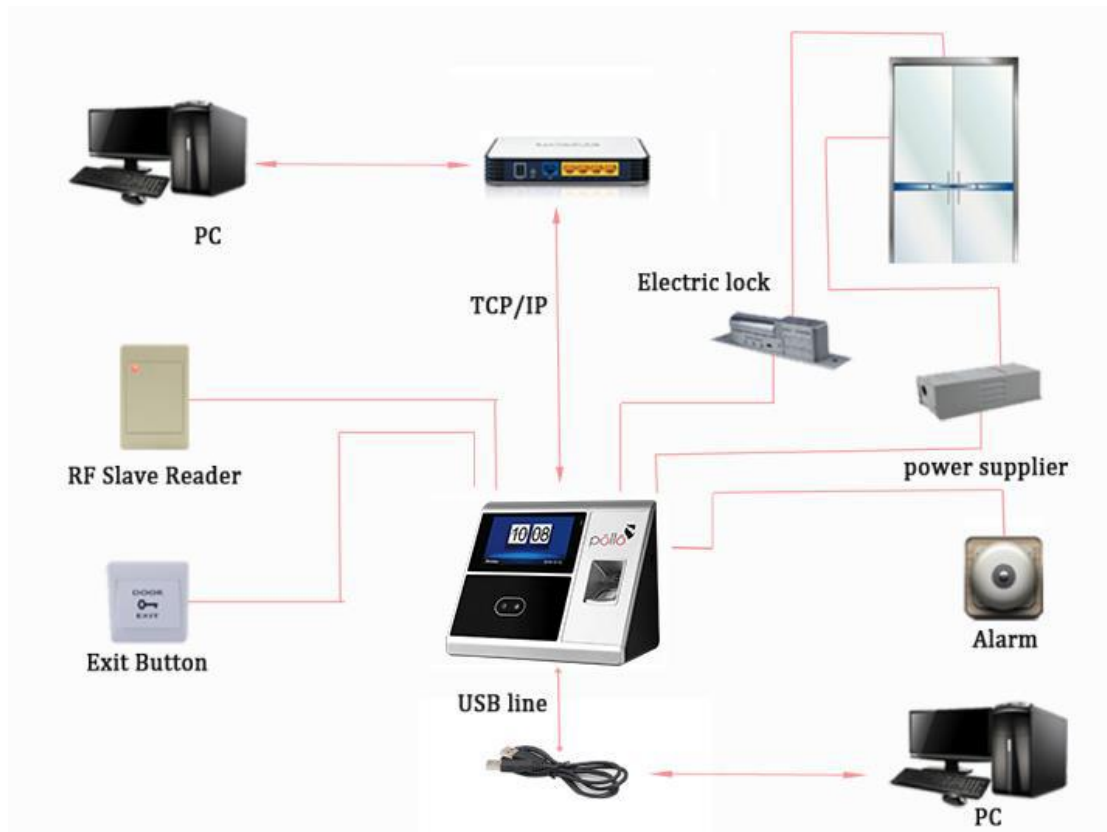 PC
TCP/IP
Electric lock
RF Slave Reader
power supplier
10 08
pollo
DOOR
EXIT
Exit Button
Alarm
USB line
PC